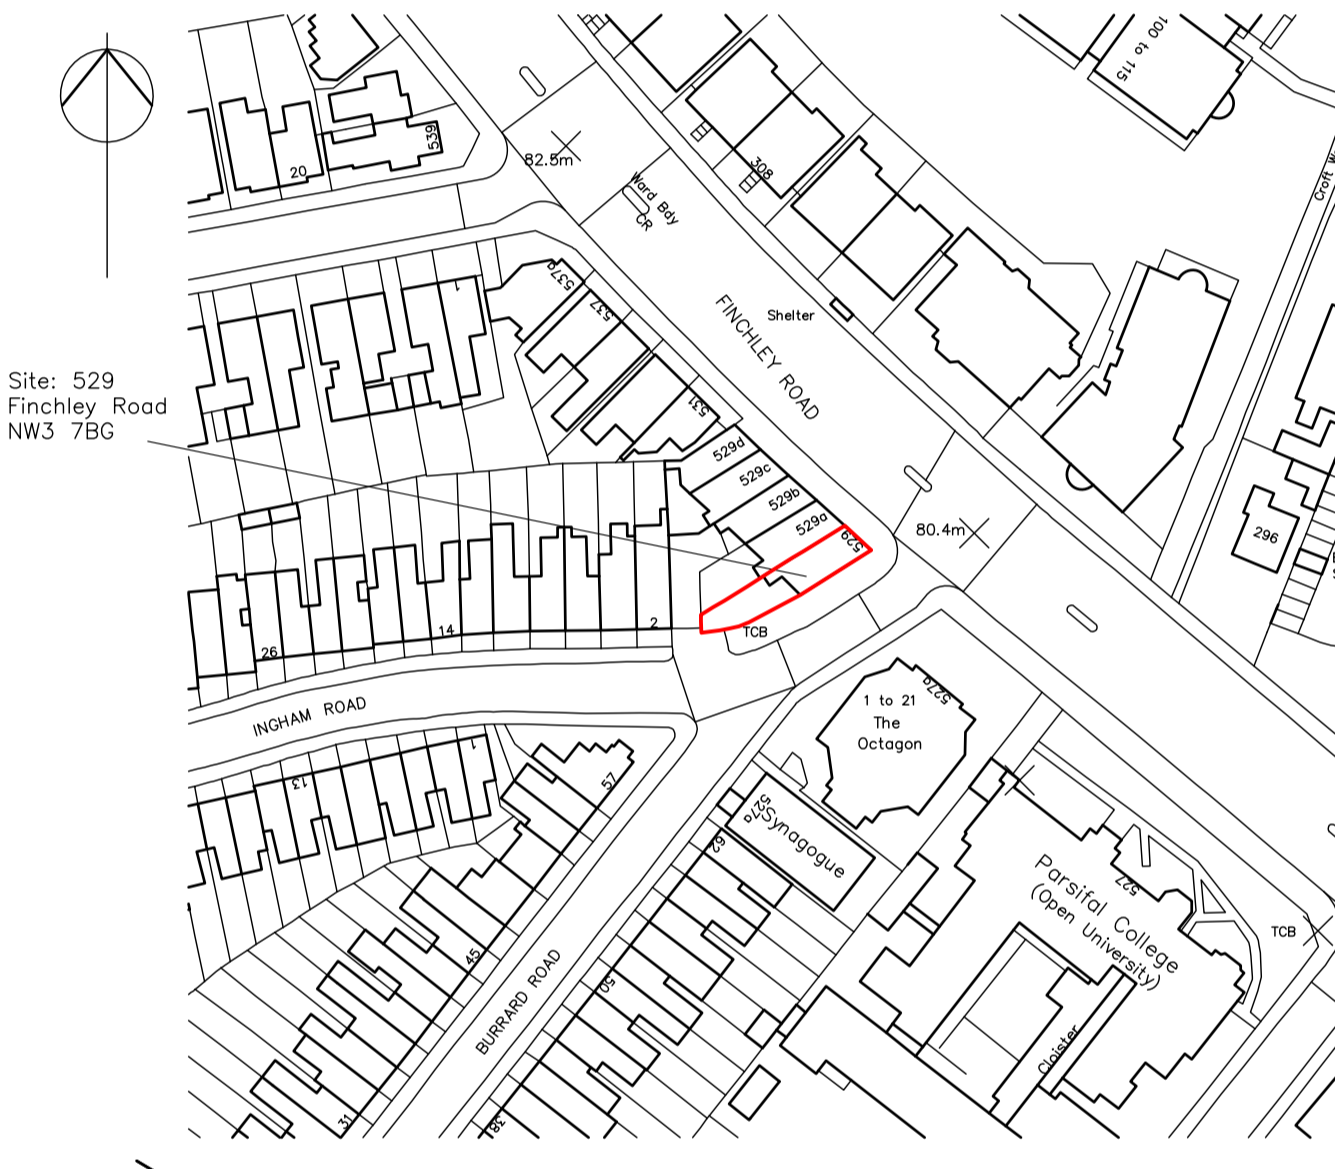 100 to 115
539
82.5m
20
308
Ward Bdy
CR
537a
537
1
Shelter
FINCHLEY ROAD
Site: 529
Finchley Road
NW3 7BG
531
529d
529c
529b
529a
529
80.4m
296
14
2
26
TCB
INGHAM ROAD
527a
1 to 21
The
Octagon
1
13
57
527a
Synagogue
62
Parsifal College
(Open University)
527
TCB
45
50
BURRARD ROAD
Cloister
31
38